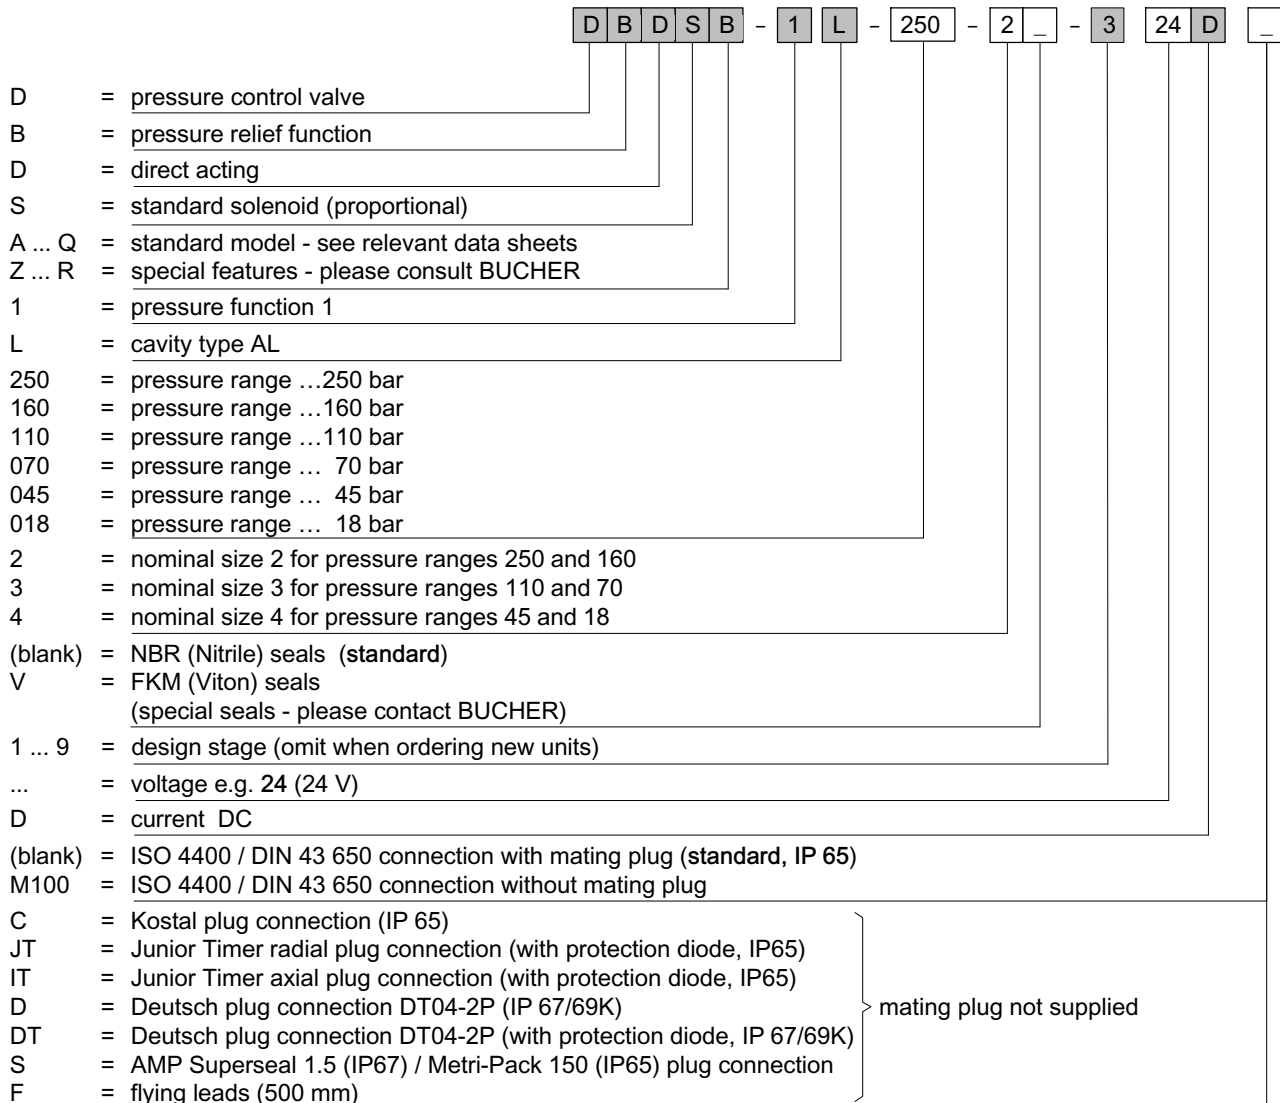 D B D S B - 1 L - 250 - 2 _ - 3 24 D _
D = pressure control valve
B = pressure relief function
D = direct acting
S = standard solenoid (proportional)
A ... Q = standard model - see relevant data sheets
Z ... R = special features - please consult BUCHER
1 = pressure function 1
L = cavity type AL
250 = pressure range …250 bar
160 = pressure range …160 bar
110 = pressure range …110 bar
070 = pressure range … 70 bar
045 = pressure range … 45 bar
018 = pressure range … 18 bar
2 = nominal size 2 for pressure ranges 250 and 160
3 = nominal size 3 for pressure ranges 110 and 70
4 = nominal size 4 for pressure ranges 45 and 18
(blank) = NBR (Nitrile) seals (standard)
V = FKM (Viton) seals
(special seals - please contact BUCHER)
1 ... 9 = design stage (omit when ordering new units)
... = voltage e.g. 24 (24 V)
D = current DC
(blank) = ISO 4400 / DIN 43 650 connection with mating plug (standard, IP 65)
M100 = ISO 4400 / DIN 43 650 connection without mating plug
C = Kostal plug connection (IP 65)
JT = Junior Timer radial plug connection (with protection diode, IP65)
IT = Junior Timer axial plug connection (with protection diode, IP65)
D = Deutsch plug connection DT04-2P (IP 67/69K) mating plug not supplied
DT = Deutsch plug connection DT04-2P (with protection diode, IP 67/69K)
S = AMP Superseal 1.5 (IP67) / Metri-Pack 150 (IP65) plug connection
F = flying leads (500 mm)